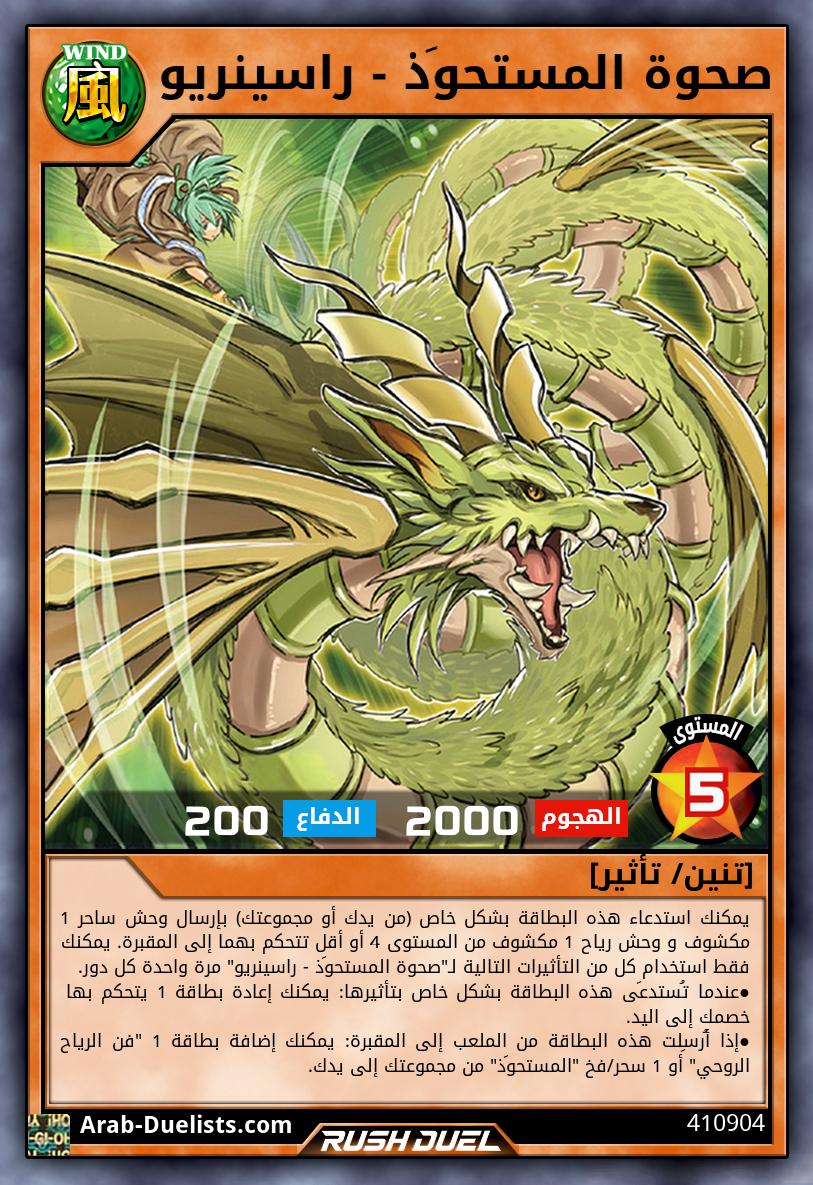 WIND
風
صحوة المستحوَذ - راسينريو
المستوى
5
الهجوم 2000 الدفاع 200
[تنين/ تأثير]
يمكنك استدعاء هذه البطاقة بشكل خاص (من يدك أو مجموعتك) بإرسال وحش ساحر 1
مكشوف و وحش رياح 1 مكشوف من المستوى 4 أو أقل تتحكم بهما إلى المقبرة. يمكنك
فقط استخدام كل من التأثيرات التالية لـ"صحوة المستحوَذ - راسينريو" مرة واحدة كل دور.
●عندما تُستدعَى هذه البطاقة بشكل خاص بتأثيرها: يمكنك إعادة بطاقة 1 يتحكم بها
خصمك إلى اليد.
●إذا أُرسِلت هذه البطاقة من الملعب إلى المقبرة: يمكنك إضافة بطاقة 1 "فن الرياح
الروحي" أو 1 سحر/فخ "المستحوَذ" من مجموعتك إلى يدك.
Arab-Duelists.com
410904
RUSH DUEL